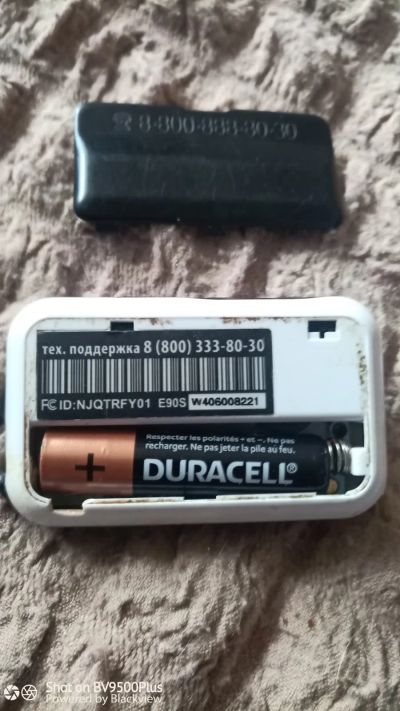 ☎ 8-800-333-80-30
тех. поддержка 8 (800) 333-80-30
FC ID:NJQTRFY01 E90S W406008221
Respecter les polarités + et –. Ne pas
recharger. Ne pas jeter la pile au feu.
+
DURACELL®
Shot on BV9500Plus
Powered by Blackview